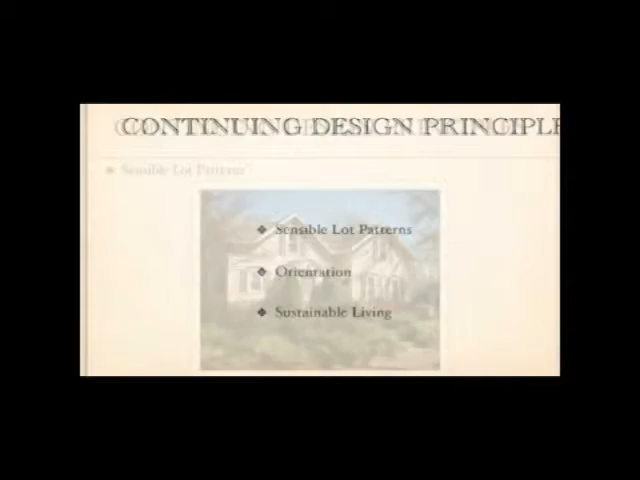 CONTINUING DESIGN PRINCIPLE
❖ Sensible Lot Patterns
❖ Sensible Lot Patterns
❖ Orientation
❖ Sustainable Living